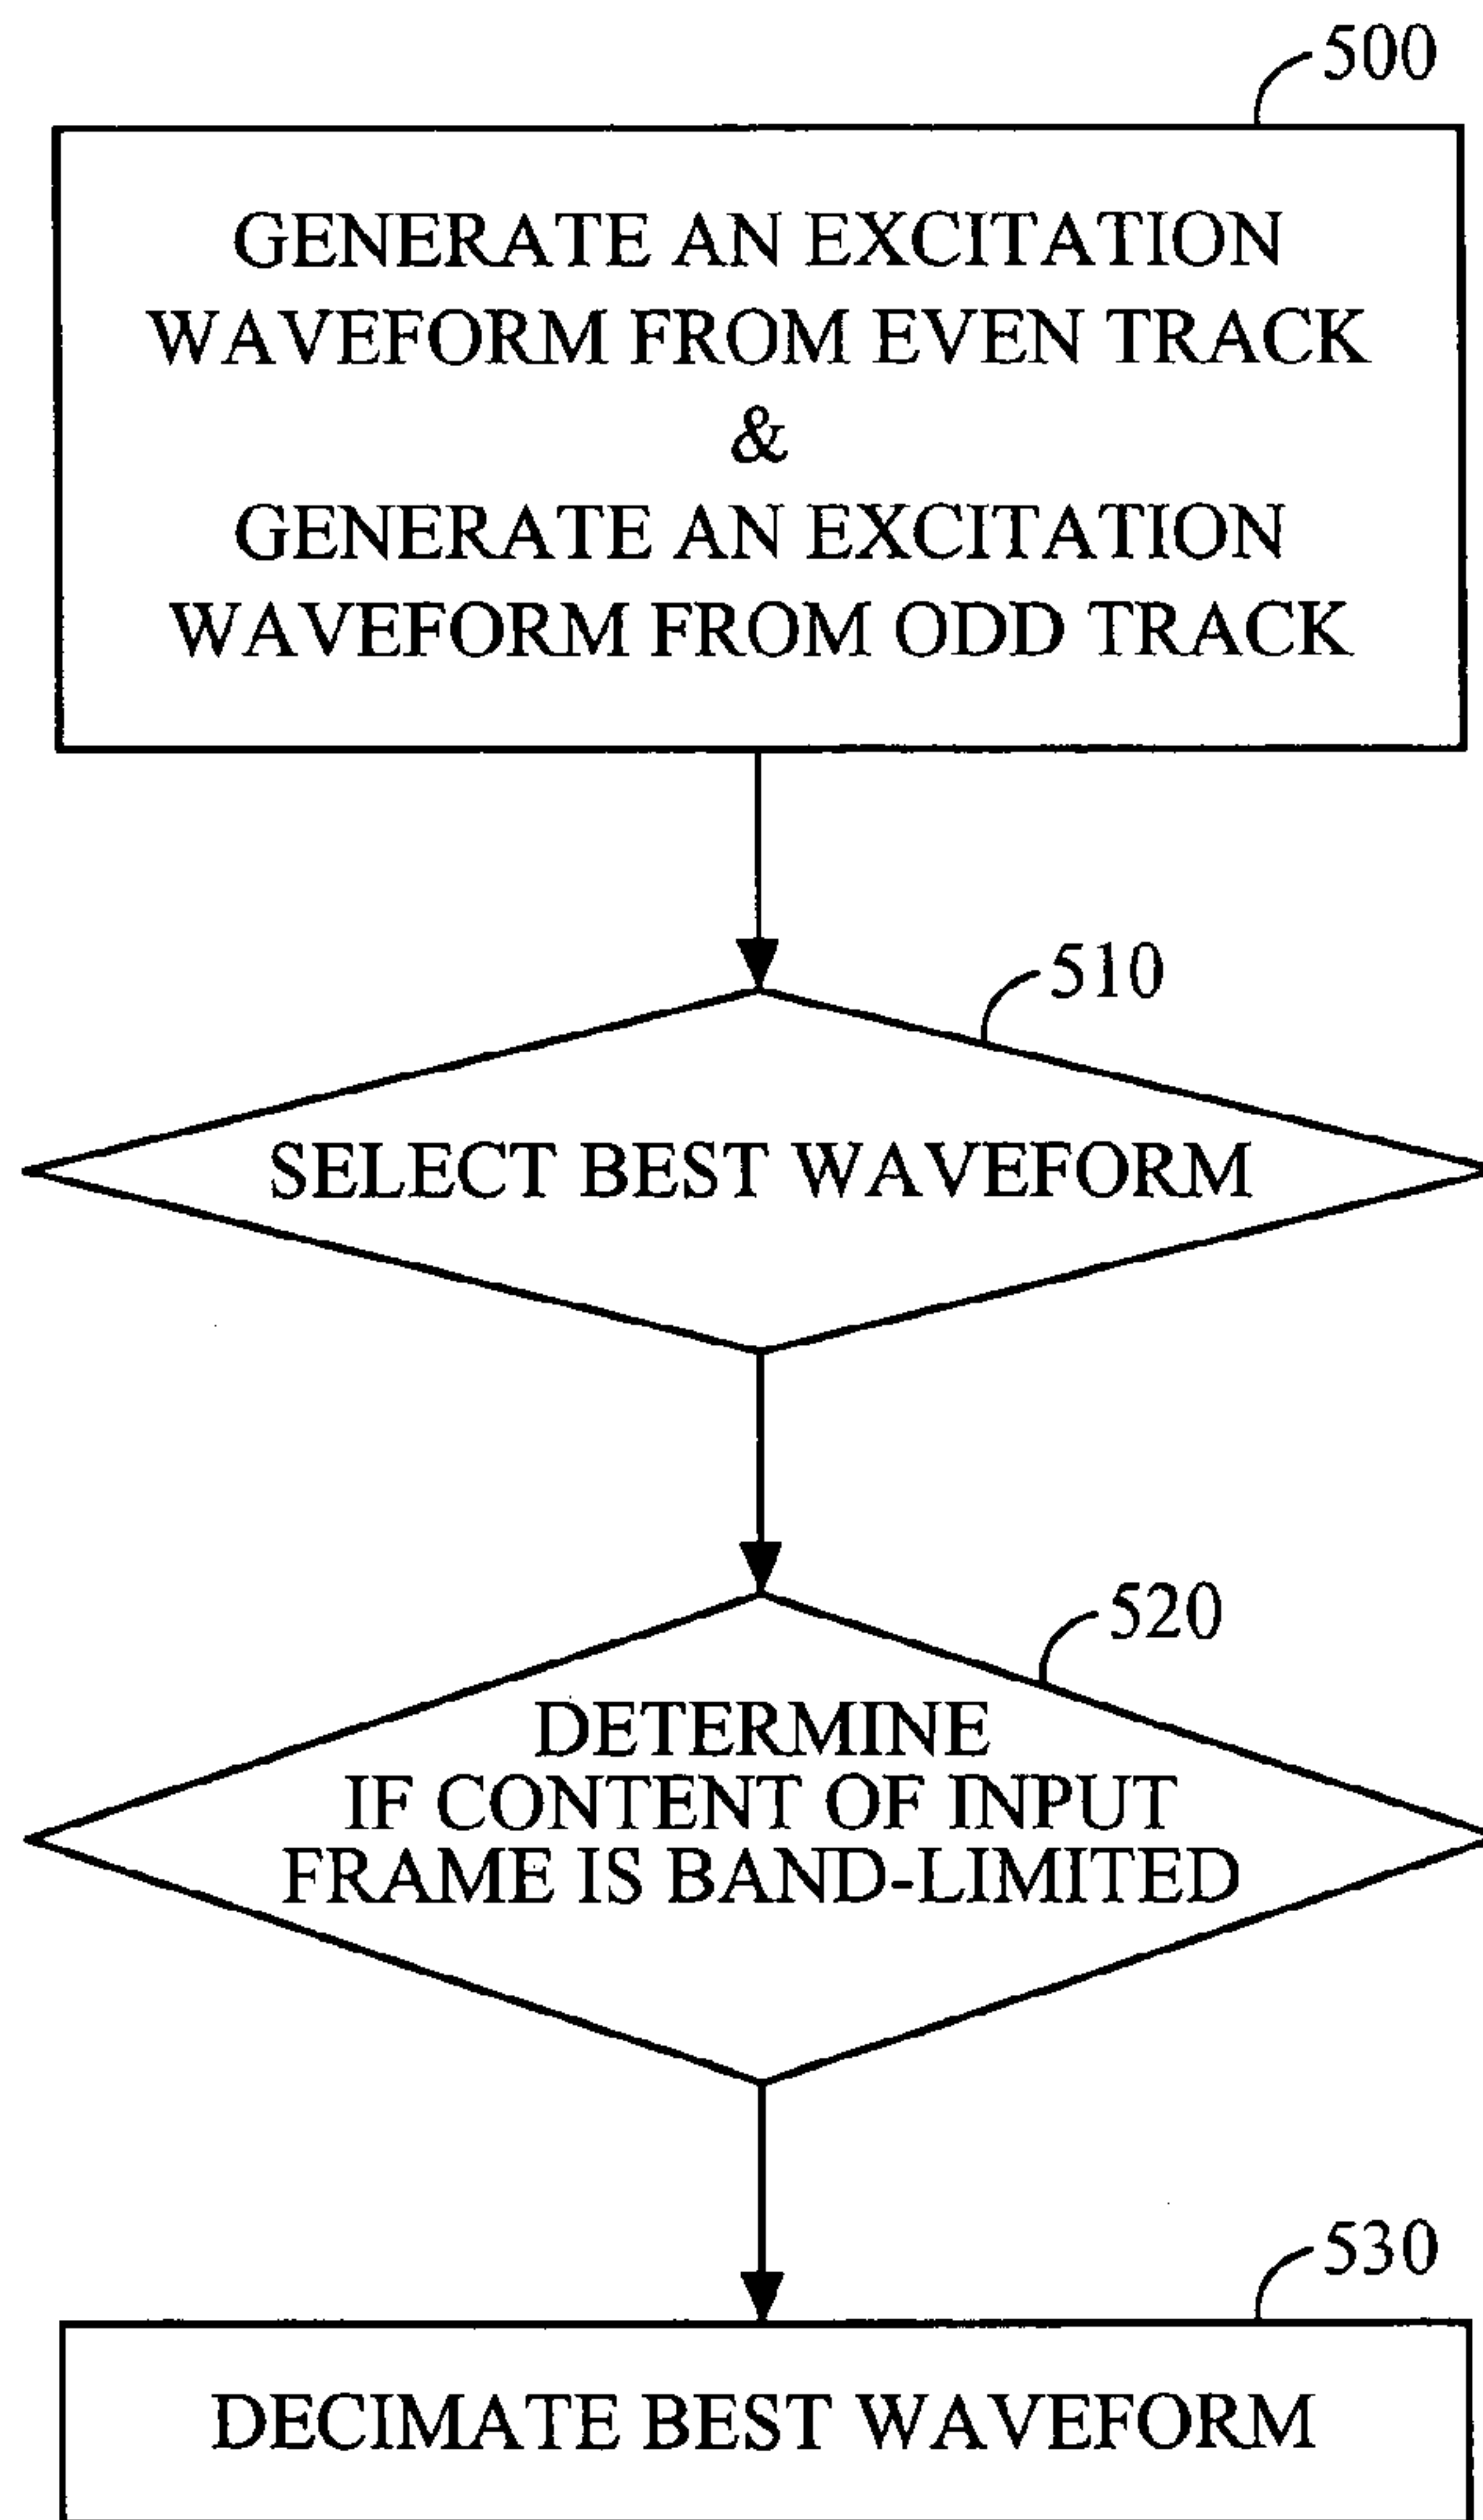 500
GENERATE AN EXCITATION
WAVEFORM FROM EVEN TRACK
&
GENERATE AN EXCITATION
WAVEFORM FROM ODD TRACK
510
SELECT BEST WAVEFORM
520
DETERMINE
IF CONTENT OF INPUT
FRAME IS BAND-LIMITED
530
DECIMATE BEST WAVEFORM